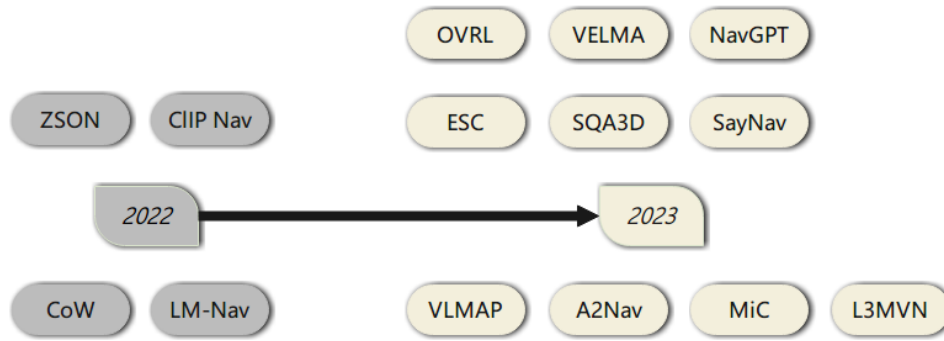 OVRL VELMA NavGPT
ZSON ClIP Nav ESC SQA3D SayNav
2022 2023
CoW LM-Nav VLMAP A2Nav MiC L3MVN